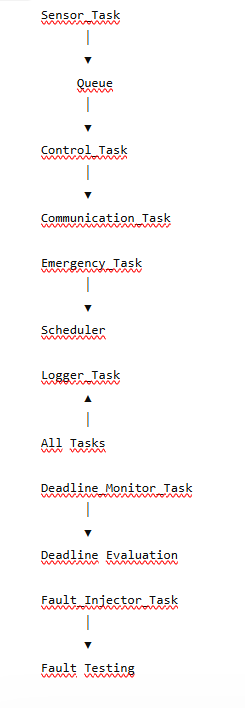 Sensor_Task
Queue
Control_Task
Communication_Task
Emergency_Task
Scheduler
Logger_Task
All Tasks
Deadline_Monitor_Task
Deadline Evaluation
Fault_Injector_Task
Fault Testing